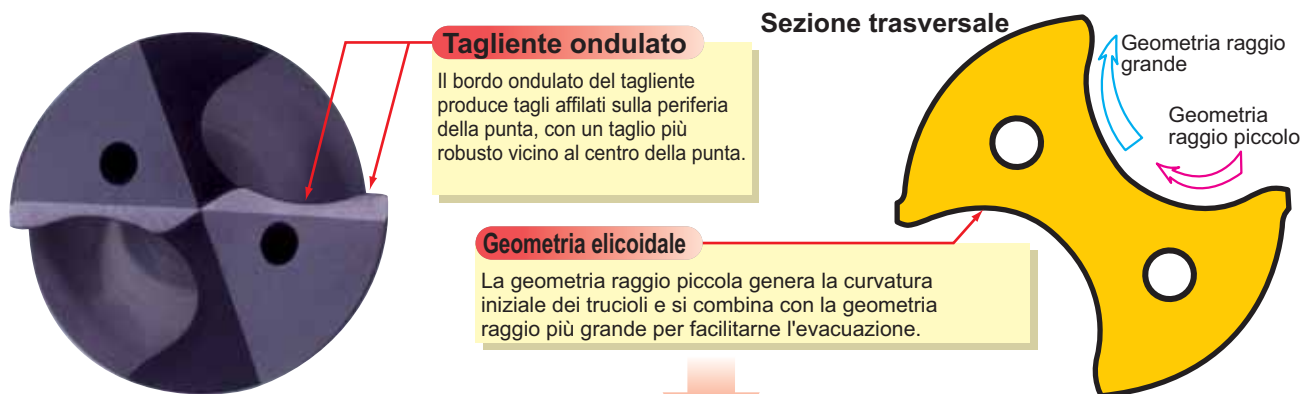 Tagliente ondulato
Il bordo ondulato del tagliente
produce tagli affilati sulla periferia
della punta, con un taglio più
robusto vicino al centro della punta.
Sezione trasversale
Geometria raggio
grande
Geometria
raggio piccolo
Geometria elicoidale
La geometria raggio piccola genera la curvatura
iniziale dei trucioli e si combina con la geometria
raggio più grande per facilitarne l'evacuazione.